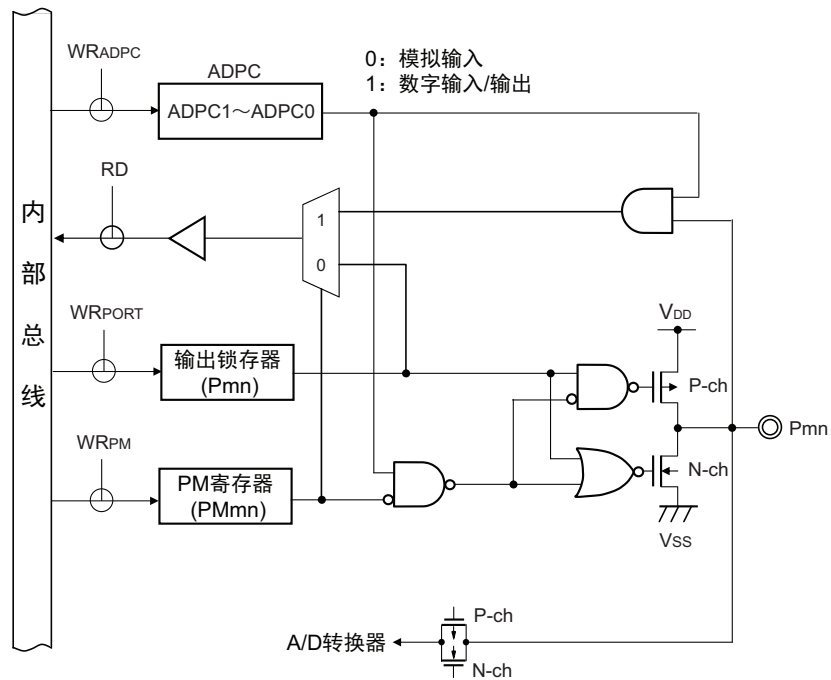 WRADPC
ADPC
ADPC1～ADPC0
0：模拟输入
1：数字输入/输出
RD
1
0
内部总线
WRPORT
输出锁存器
(Pmn)
VDD
P-ch
Pmn
N-ch
VSS
WRPM
PM寄存器
(PMmn)
P-ch
A/D转换器
N-ch